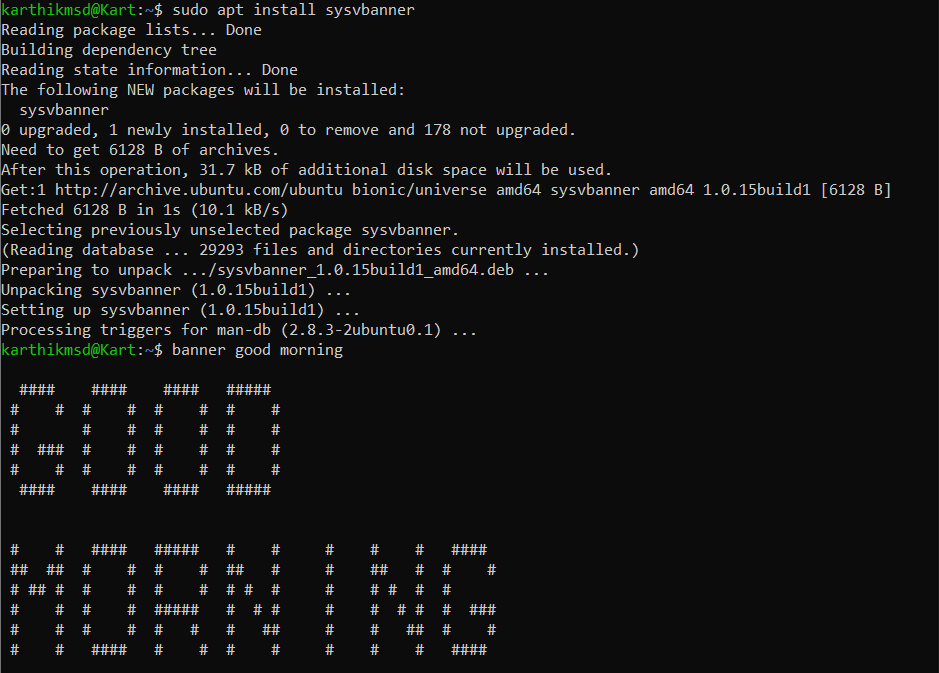 karthikmsd@Kart:~$ sudo apt install sysvbanner
Reading package lists... Done
Building dependency tree
Reading state information... Done
The following NEW packages will be installed:
  sysvbanner
0 upgraded, 1 newly installed, 0 to remove and 178 not upgraded.
Need to get 6128 B of archives.
After this operation, 31.7 kB of additional disk space will be used.
Get:1 http://archive.ubuntu.com/ubuntu bionic/universe amd64 sysvbanner amd64 1.0.15build1 [6128 B]
Fetched 6128 B in 1s (10.1 kB/s)
Selecting previously unselected package sysvbanner.
(Reading database ... 29293 files and directories currently installed.)
Preparing to unpack .../sysvbanner_1.0.15build1_amd64.deb ...
Unpacking sysvbanner (1.0.15build1) ...
Setting up sysvbanner (1.0.15build1) ...
Processing triggers for man-db (2.8.3-2ubuntu0.1) ...
karthikmsd@Kart:~$ banner good morning

  ####    ####    ####   #####
 #    #  #    #  #    #  #    #
 #       #    #  #    #  #    #
 #  ###  #    #  #    #  #    #
 #    #  #    #  #    #  #    #
  ####    ####    ####   #####

 #    #   ####   #####   #    #     #    #    #   ####
 ##  ##  #    #  #    #  ##   #     #    ##   #  #    #
 # ## #  #    #  #    #  # #  #     #    # #  #  #
 #    #  #    #  #####   #  # #     #    #  # #  #  ###
 #    #  #    #  #   #   #   ##     #    #   ##  #    #
 #    #   ####   #    #  #    #     #    #    #   ####